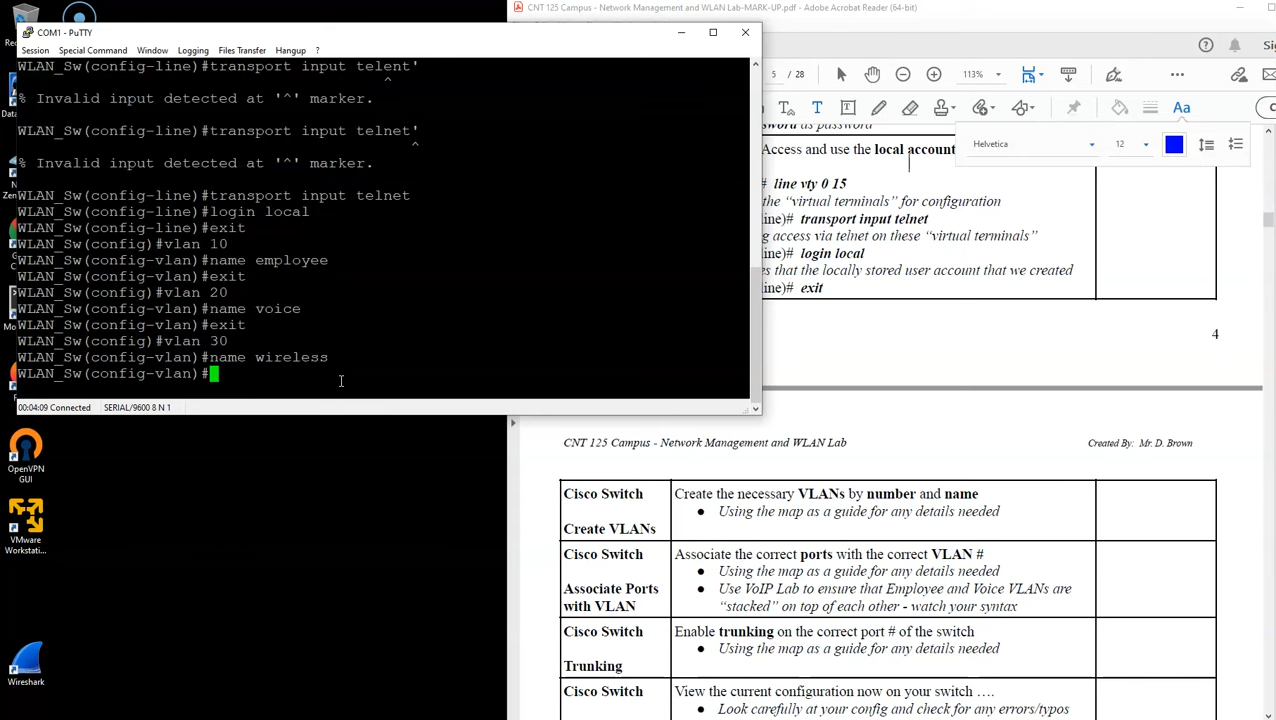 COM1 - PuTTY
Session Special Command Window Logging Files Transfer Hangup ?
WLAN_Sw(config-line)#transport input telent'
^
% Invalid input detected at '^' marker.
WLAN_Sw(config-line)#transport input telnet'
^
% Invalid input detected at '^' marker.
WLAN_Sw(config-line)#transport input telnet
WLAN_Sw(config-line)#login local
WLAN_Sw(config-line)#exit
WLAN_Sw(config)#vlan 10
WLAN_Sw(config-vlan)#name employee
WLAN_Sw(config-vlan)#exit
WLAN_Sw(config)#vlan 20
WLAN_Sw(config-vlan)#name voice
WLAN_Sw(config-vlan)#exit
WLAN_Sw(config)#vlan 30
WLAN_Sw(config-vlan)#name wireless
WLAN_Sw(config-vlan)#
00:04:09 Connected SERIAL/9600 8 N 1
OpenVPN
GUI
VMware
Workstati...
Wireshark
CNT 125 Campus - Network Management and WLAN Lab-MARK-UP.pdf - Adobe Acrobat Reader (64-bit)
5 / 28 113%
Aa
Helvetica 12
as password
Access and use the local account
# line vty 0 15
the "virtual terminals" for configuration
ine)# transport input telnet
g access via telnet on these "virtual terminals"
ine)# login local
es that the locally stored user account that we created
ine)# exit
4
CNT 125 Campus - Network Management and WLAN Lab Created By: Mr. D. Brown
Cisco Switch
Create VLANs
Create the necessary VLANs by number and name
● Using the map as a guide for any details needed
Cisco Switch
Associate Ports
with VLAN
Associate the correct ports with the correct VLAN #
● Using the map as a guide for any details needed
● Use VoIP Lab to ensure that Employee and Voice VLANs are
"stacked" on top of each other - watch your syntax
Cisco Switch
Trunking
Enable trunking on the correct port # of the switch
● Using the map as a guide for any details needed
Cisco Switch
View the current configuration now on your switch ….
● Look carefully at your config and check for any errors/typos